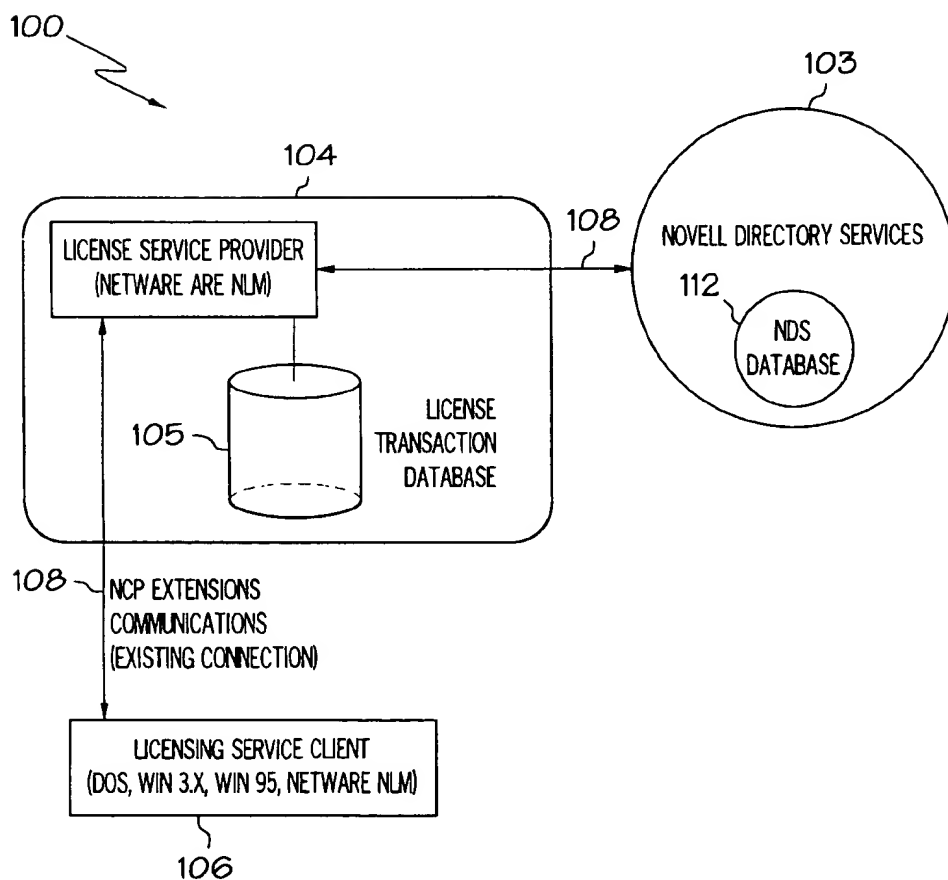 100
103
104
LICENSE SERVICE PROVIDER
(NETWARE ARE NLM)
108
NOVELL DIRECTORY SERVICES
112
NDS
DATABASE
105
LICENSE
TRANSACTION
DATABASE
108
NCP EXTENSIONS
COMMUNICATIONS
(EXISTING CONNECTION)
LICENSING SERVICE CLIENT
(DOS, WIN 3.X, WIN 95, NETWARE NLM)
106